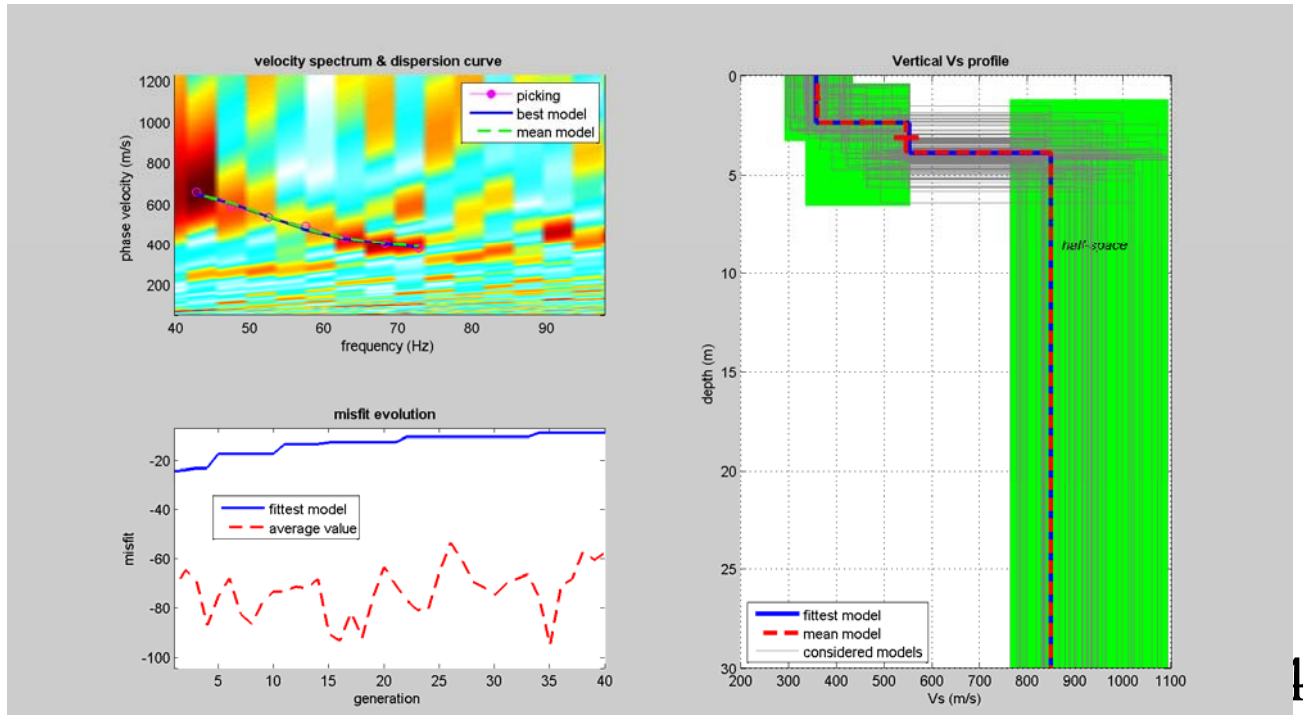 velocity spectrum & dispersion curve
1200
1000
800
600
400
200
phase velocity (m/s)
picking
best model
mean model
40 50 60 70 80 90
frequency (Hz)
misfit evolution
-20
-40
-60
-80
-100
misfit
fittest model
average value
5 10 15 20 25 30 35 40
generation
Vertical Vs profile
0
5
10
15
20
25
30
depth (m)
half-space
fittest model
mean model
considered models
200 300 400 500 600 700 800 900 1000 1100
Vs (m/s)